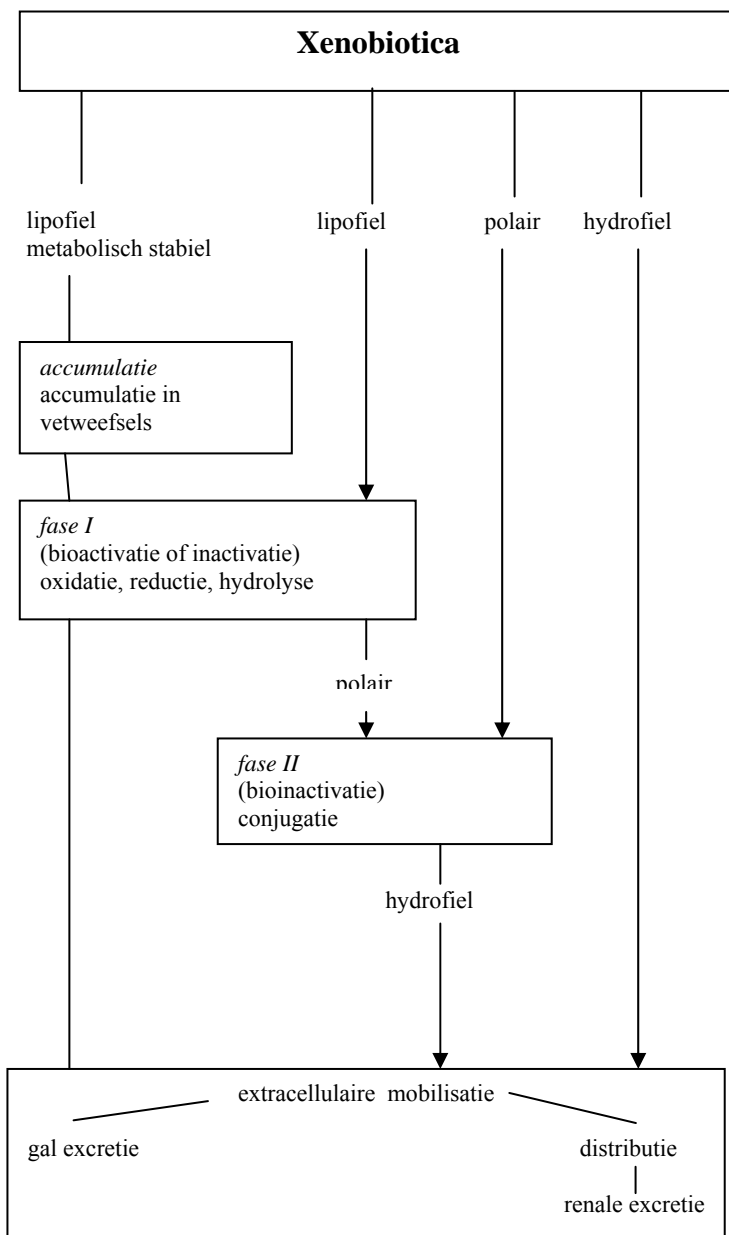 Xenobiotica
lipofiel
metabolisch stabiel
lipofiel
polair
hydrofiel
accumulatie
accumulatie in
vetweefsels
fase I
(bioactivatie of inactivatie)
oxidatie, reductie, hydrolyse
polair
fase II
(bioinactivatie)
conjugatie
hydrofiel
extracellulaire mobilisatie
gal excretie
distributie
renale excretie